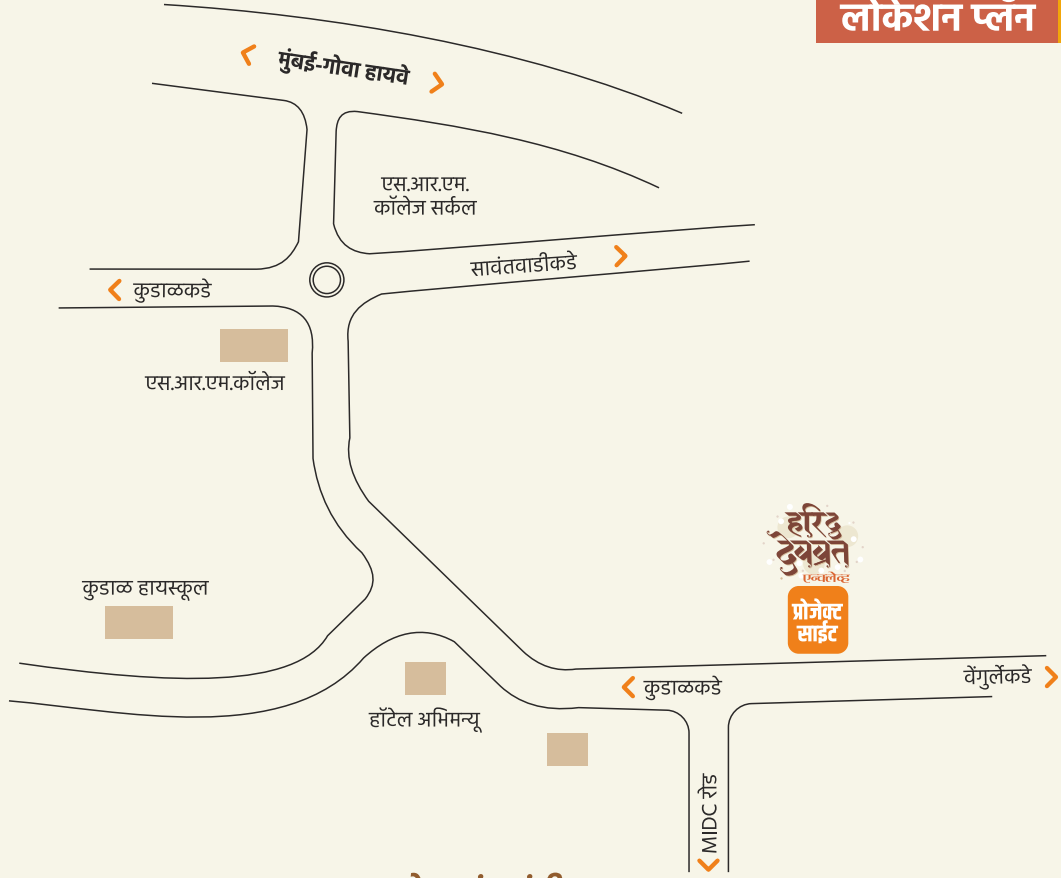 लोकेशन प्लॅन
मुंबई-गोवा हायवे
एस.आर.एम.
कॉलेज सर्कल
सावंतवाडीकडे
कुडाळकडे
एस.आर.एम.कॉलेज
हरिदु
देवब्रत
एन्क्लेव्ह
प्रोजेक्ट
साईट
कुडाळ हायस्कूल
वेंगुर्लेकडे
कुडाळकडे
हॉटेल अभिमन्यू
MIDC रोड